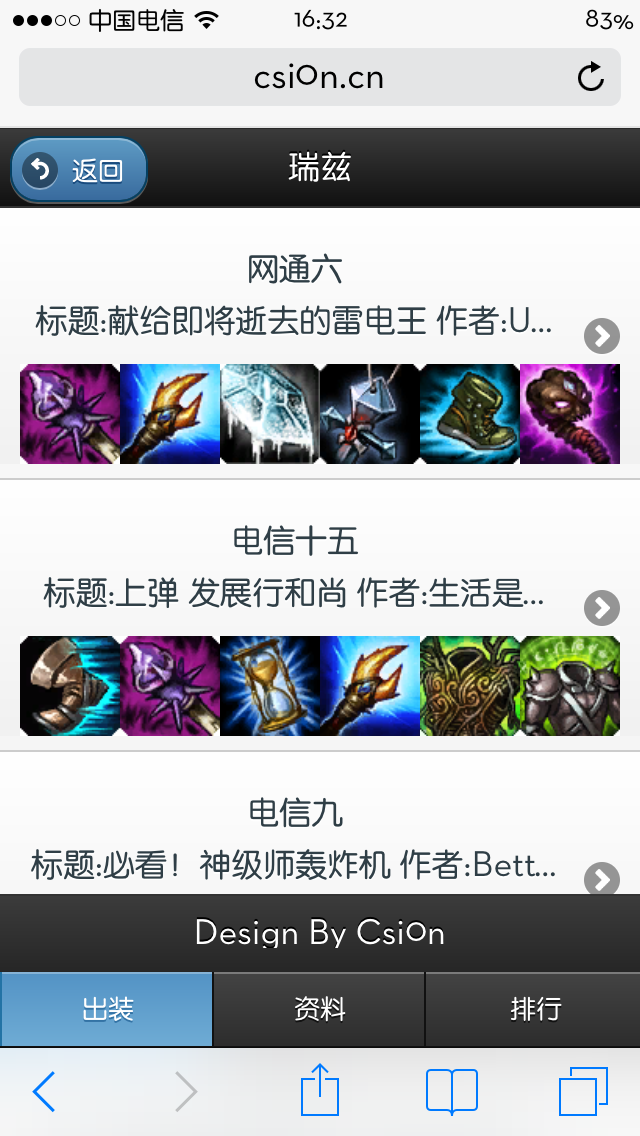 中国电信 16:32 83%
csi0n.cn
返回 瑞兹
网通六
标题:献给即将逝去的雷电王 作者:U...
电信十五
标题:上弹 发展行和尚 作者:生活是...
电信九
标题:必看！神级师轰炸机 作者:Bett...
Design By Csi0n
出装 资料 排行